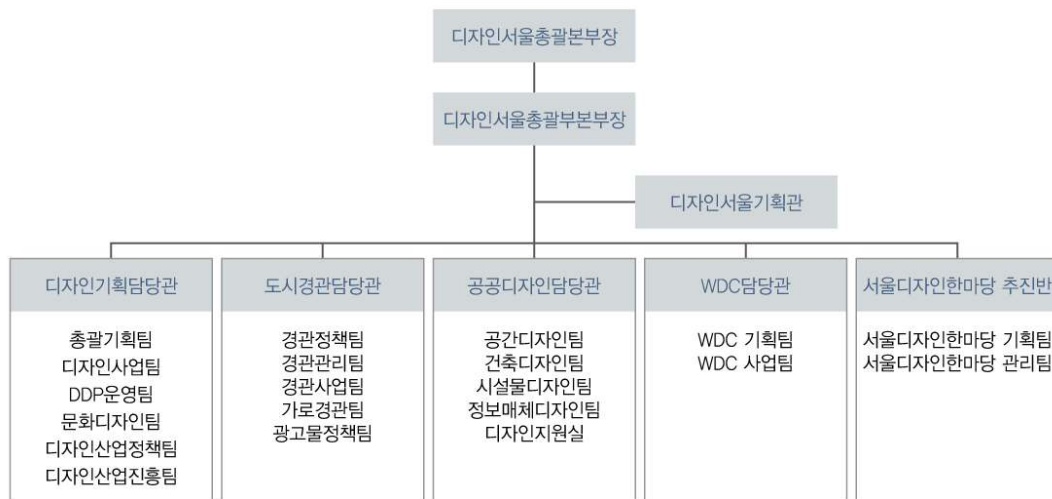 디자인서울총괄본부장
디자인서울총괄부본부장
디자인서울기획관
디자인기획담당관
총괄기획팀
디자인사업팀
DDP운영팀
문화디자인팀
디자인산업정책팀
디자인산업진흥팀
도시경관담당관
경관정책팀
경관관리팀
경관사업팀
가로경관팀
광고물정책팀
공공디자인담당관
공간디자인팀
건축디자인팀
시설물디자인팀
정보매체디자인팀
디자인지원실
WDC담당관
WDC 기획팀
WDC 사업팀
서울디자인한마당 추진반
서울디자인한마당 기획팀
서울디자인한마당 관리팀